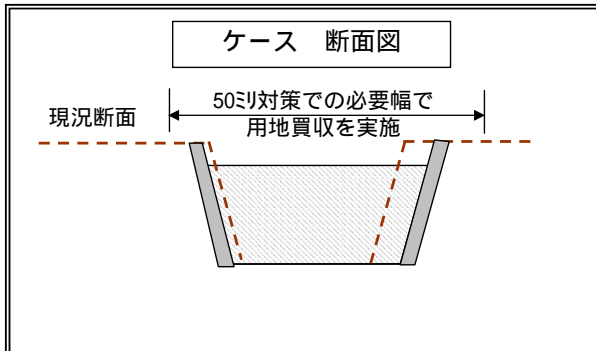 ケース　断面図
50ミリ対策での必要幅で
用地買収を実施
現況断面